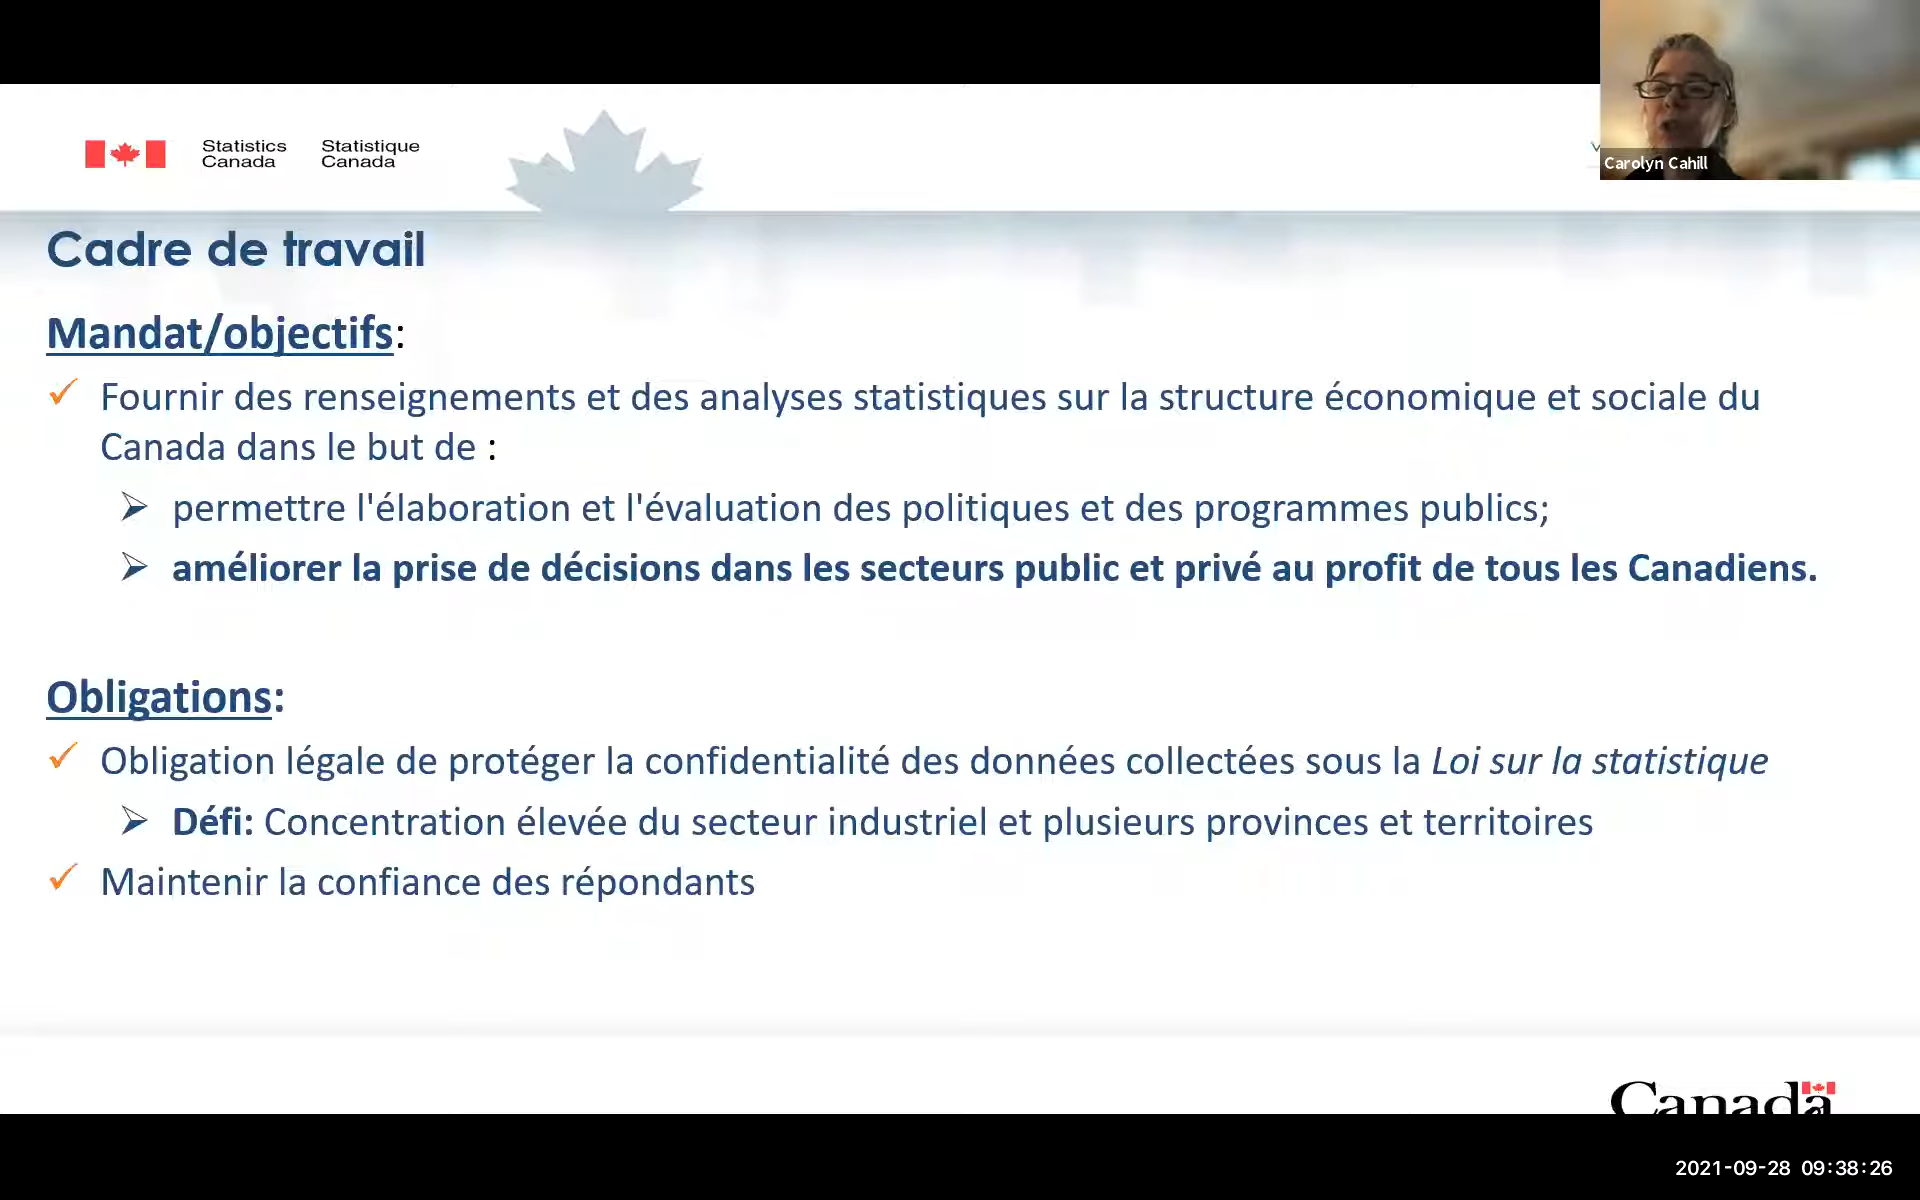 Statistics Canada
Statistique Canada
Carolyn Cahill
Cadre de travail
Mandat/objectifs:
✓ Fournir des renseignements et des analyses statistiques sur la structure économique et sociale du
Canada dans le but de :
➢ permettre l'élaboration et l'évaluation des politiques et des programmes publics;
➢ améliorer la prise de décisions dans les secteurs public et privé au profit de tous les Canadiens.
Obligations:
✓ Obligation légale de protéger la confidentialité des données collectées sous la Loi sur la statistique
➢ Défi: Concentration élevée du secteur industriel et plusieurs provinces et territoires
✓ Maintenir la confiance des répondants
Canada
2021-09-28 09:38:26